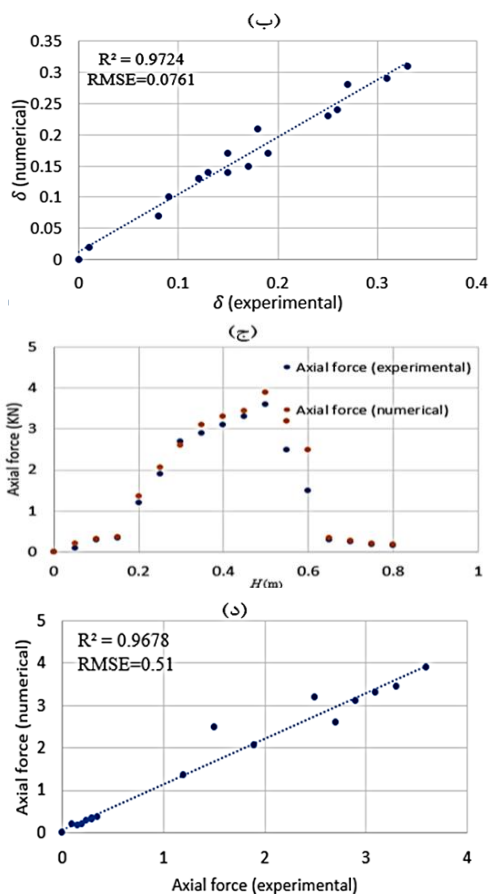 (ب)
0.35
0.3
0.25
0.2
0.15
0.1
0.05
0
R² = 0.9724
RMSE=0.0761
δ (numerical)
0 0.1 0.2 0.3 0.4
δ (experimental)
(ج)
5
4
3
2
1
0
Axial force (experimental)
Axial force (numerical)
Axial force (KN)
0 0.2 0.4 0.6 0.8 1
H(m)
(د)
5
4
3
2
1
0
R² = 0.9678
RMSE=0.51
Axial force (numerical)
0 1 2 3 4
Axial force (experimental)